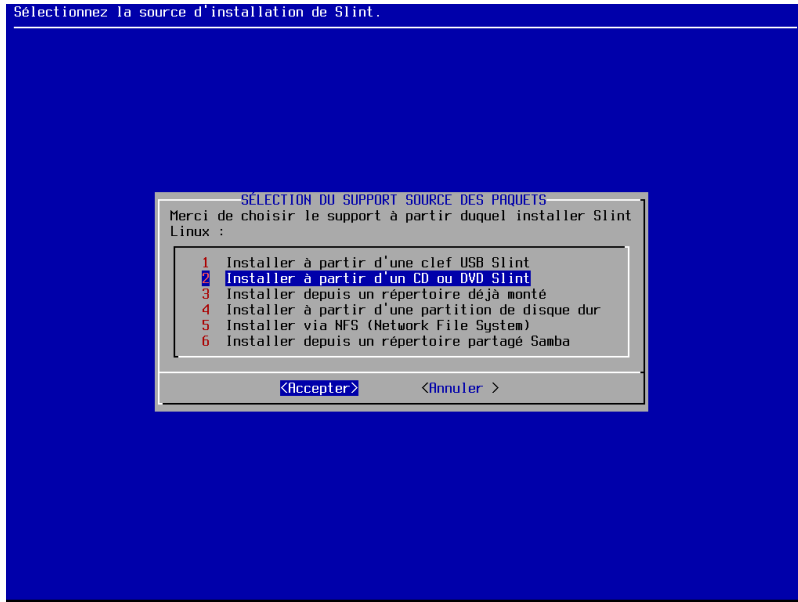 Sélectionnez la source d'installation de Slint.
SÉLECTION DU SUPPORT SOURCE DES PAQUETS
Merci de choisir le support à partir duquel installer Slint
Linux :
1 Installer à partir d'une clef USB Slint
2 Installer à partir d'un CD ou DVD Slint
3 Installer depuis un répertoire déjà monté
4 Installer à partir d'une partition de disque dur
5 Installer via NFS (Network File System)
6 Installer depuis un répertoire partagé Samba
<Accepter> <Annuler >